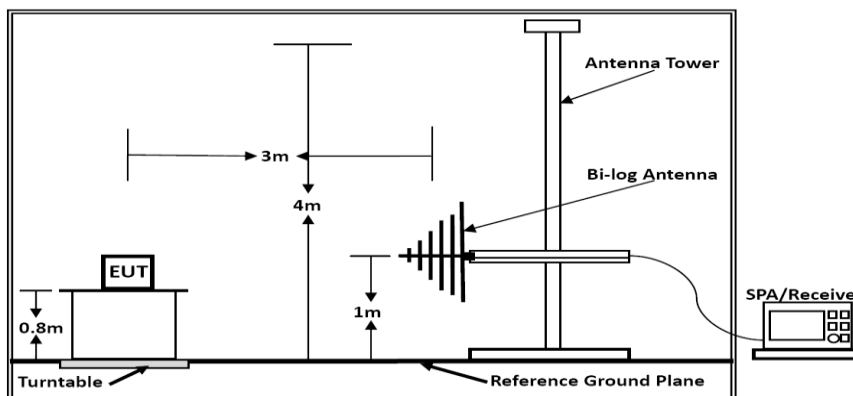 Antenna Tower
3m
Bi-log Antenna
4m
EUT
0.8m
1m
SPA/Receive
Turntable
Reference Ground Plane